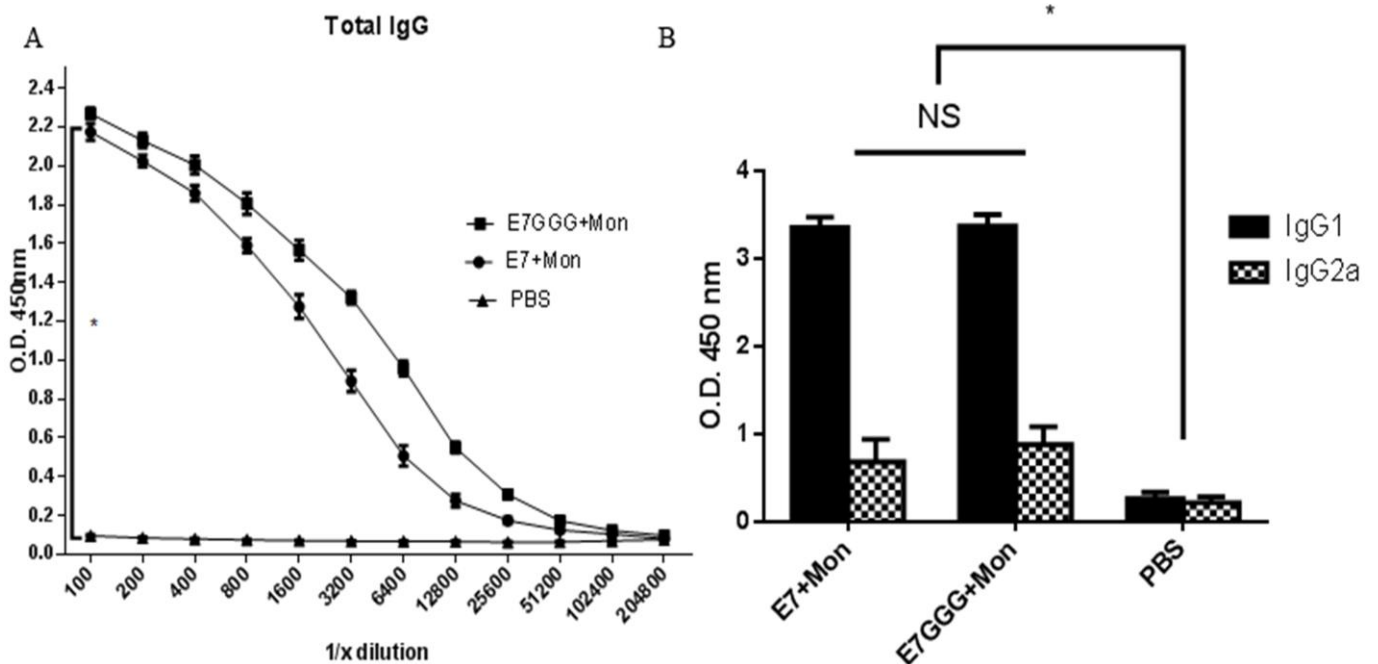 A
Total IgG
O.D. 450nm
2.4
2.2
2.0
1.8
1.6
1.4
1.2
1.0
0.8
0.6
0.4
0.2
0.0
*
E7GGG+Mon
E7+Mon
PBS
100
200
400
800
1600
3200
6400
12800
25600
51200
102400
204800
1/x dilution
B
*
NS
O.D. 450 nm
4
3
2
1
0
IgG1
IgG2a
E7+Mon
E7GGG+Mon
PBS